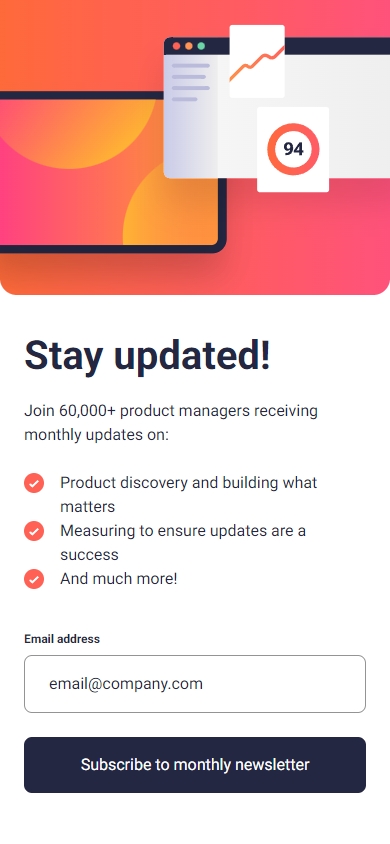 94
Stay updated!
Join 60,000+ product managers receiving
monthly updates on:
Product discovery and building what
matters
Measuring to ensure updates are a
success
And much more!
Email address
email@company.com
Subscribe to monthly newsletter